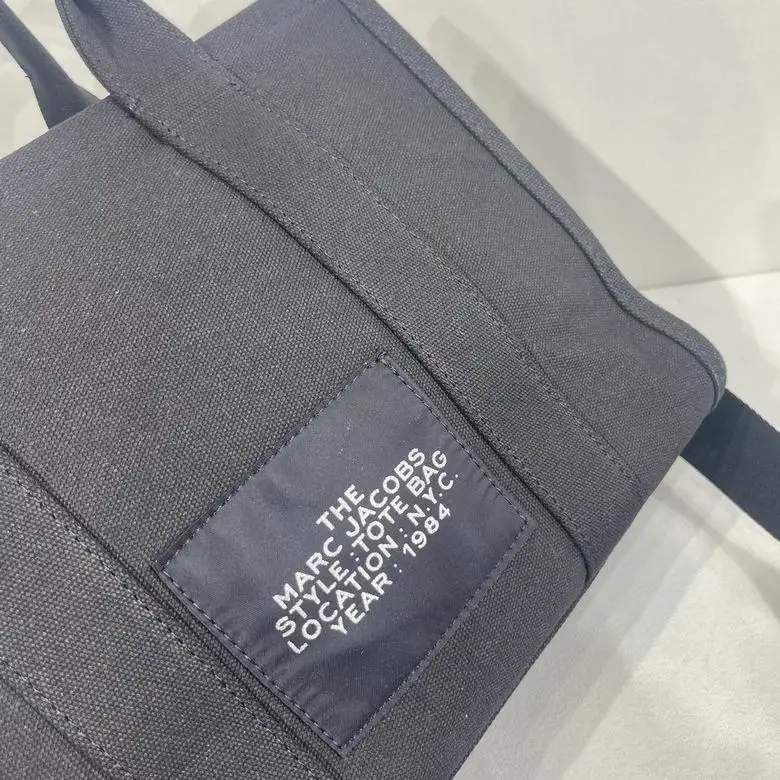 THE
MARC JACOBS
STYLE : TOTE BAG
LOCATION : N.Y.C.
YEAR : 1984